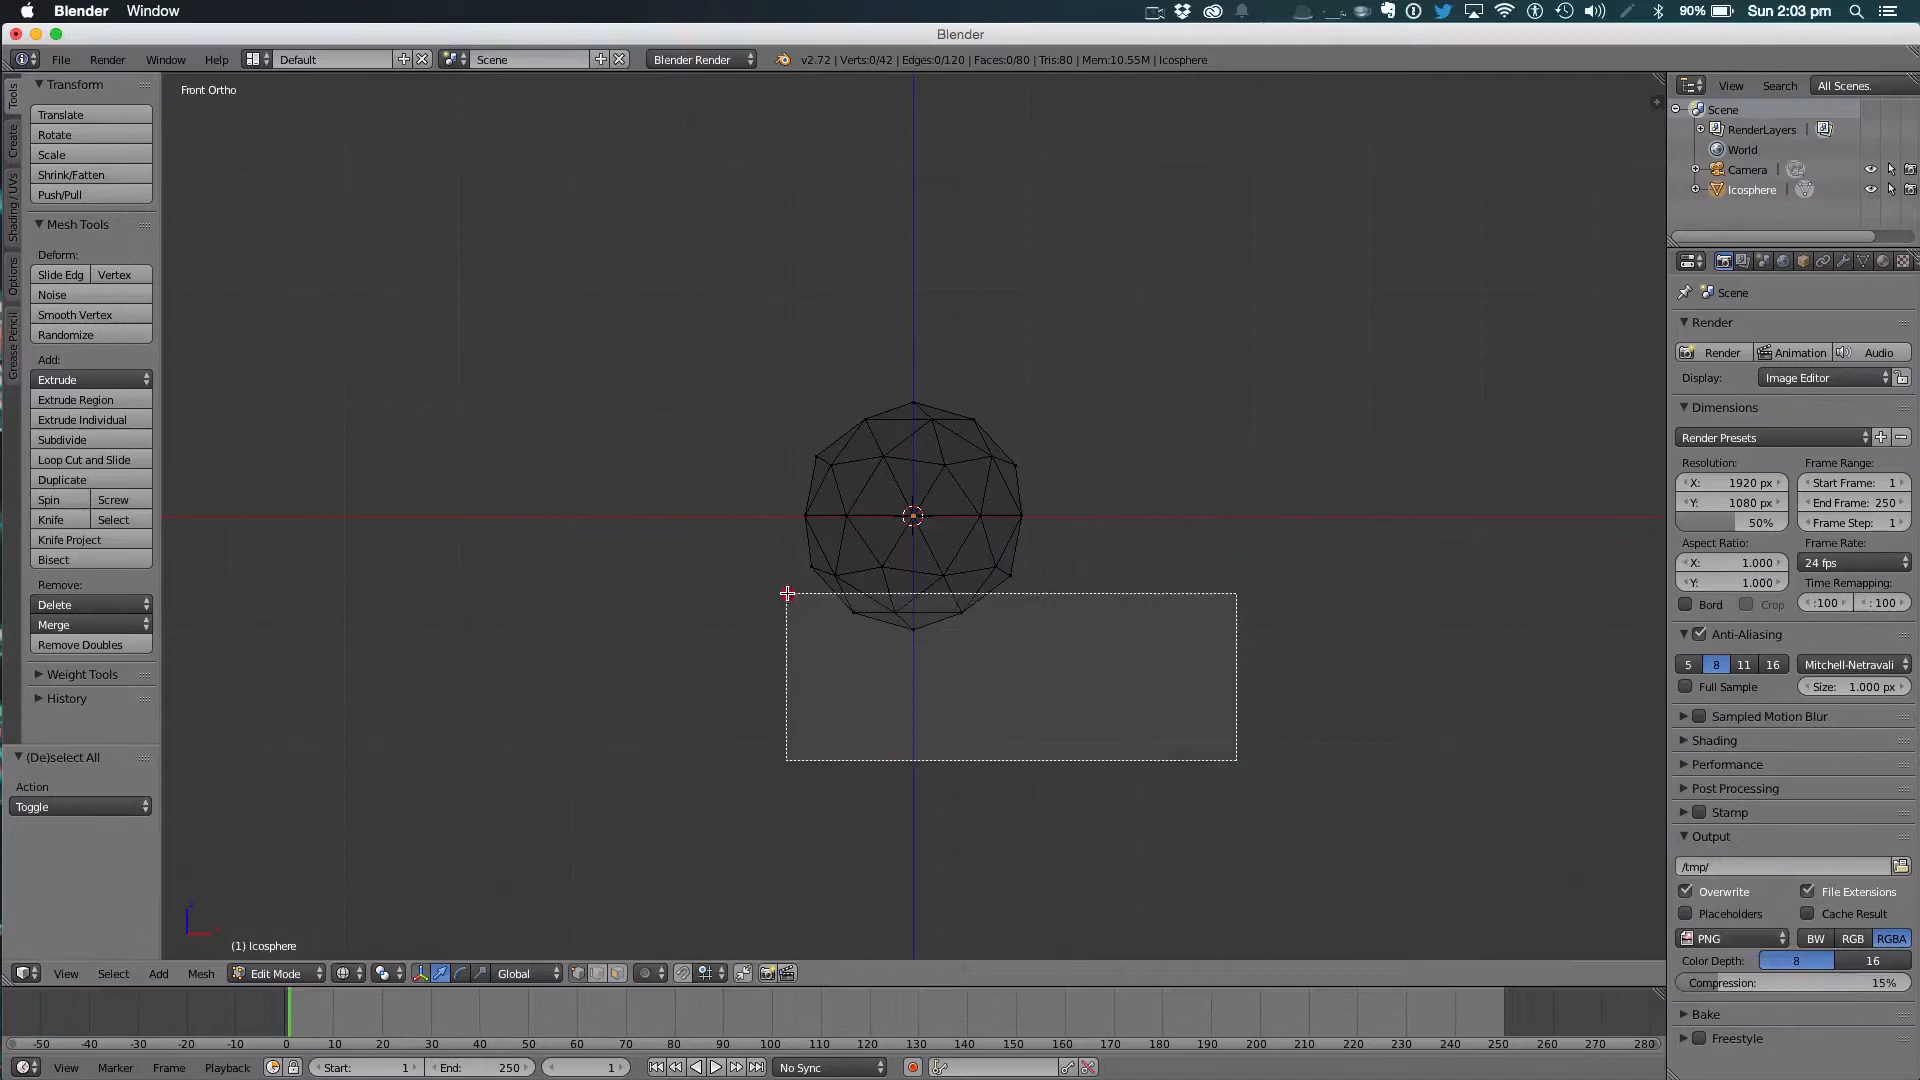 Blender Window 90% Sun 2:03 pm
Blender
File Render Window Help Default Scene Blender Render v2.72 | Verts:0/42 | Edges:0/120 | Faces:0/80 | Tris:80 | Mem:10.55M | Icosphere
Tools
Create
Shading / UVs
Options
Grease Pencil
Transform
Translate
Rotate
Scale
Shrink/Fatten
Push/Pull
Mesh Tools
Deform:
Slide Edg Vertex
Noise
Smooth Vertex
Randomize
Add:
Extrude
Extrude Region
Extrude Individual
Subdivide
Loop Cut and Slide
Duplicate
Spin Screw
Knife Select
Knife Project
Bisect
Remove:
Delete
Merge
Remove Doubles
Weight Tools
History
(De)select All
Action
Toggle
Front Ortho
(1) Icosphere
View Select Add Mesh Edit Mode Global
-50 -40 -30 -20 -10 0 10 20 30 40 50 60 70 80 90 100 110 120 130 140 150 160 170 180 190 200 210 220 230 240 250 260 270 280
View Marker Frame Playback Start: 1 End: 250 1 No Sync
View Search All Scenes.
Scene
RenderLayers
World
Camera
Icosphere
Scene
Render
Render Animation Audio
Display: Image Editor
Dimensions
Render Presets
Resolution: Frame Range:
X: 1920 px Start Frame: 1
Y: 1080 px End Frame: 250
50% Frame Step: 1
Aspect Ratio: Frame Rate:
X: 1.000 24 fps
Y: 1.000 Time Remapping:
Bord Crop :100 : 100
Anti-Aliasing
5 8 11 16 Mitchell-Netravali
Full Sample Size: 1.000 px
Sampled Motion Blur
Shading
Performance
Post Processing
Stamp
Output
/tmp/
Overwrite File Extensions
Placeholders Cache Result
PNG BW RGB RGBA
Color Depth: 8 16
Compression: 15%
Bake
Freestyle